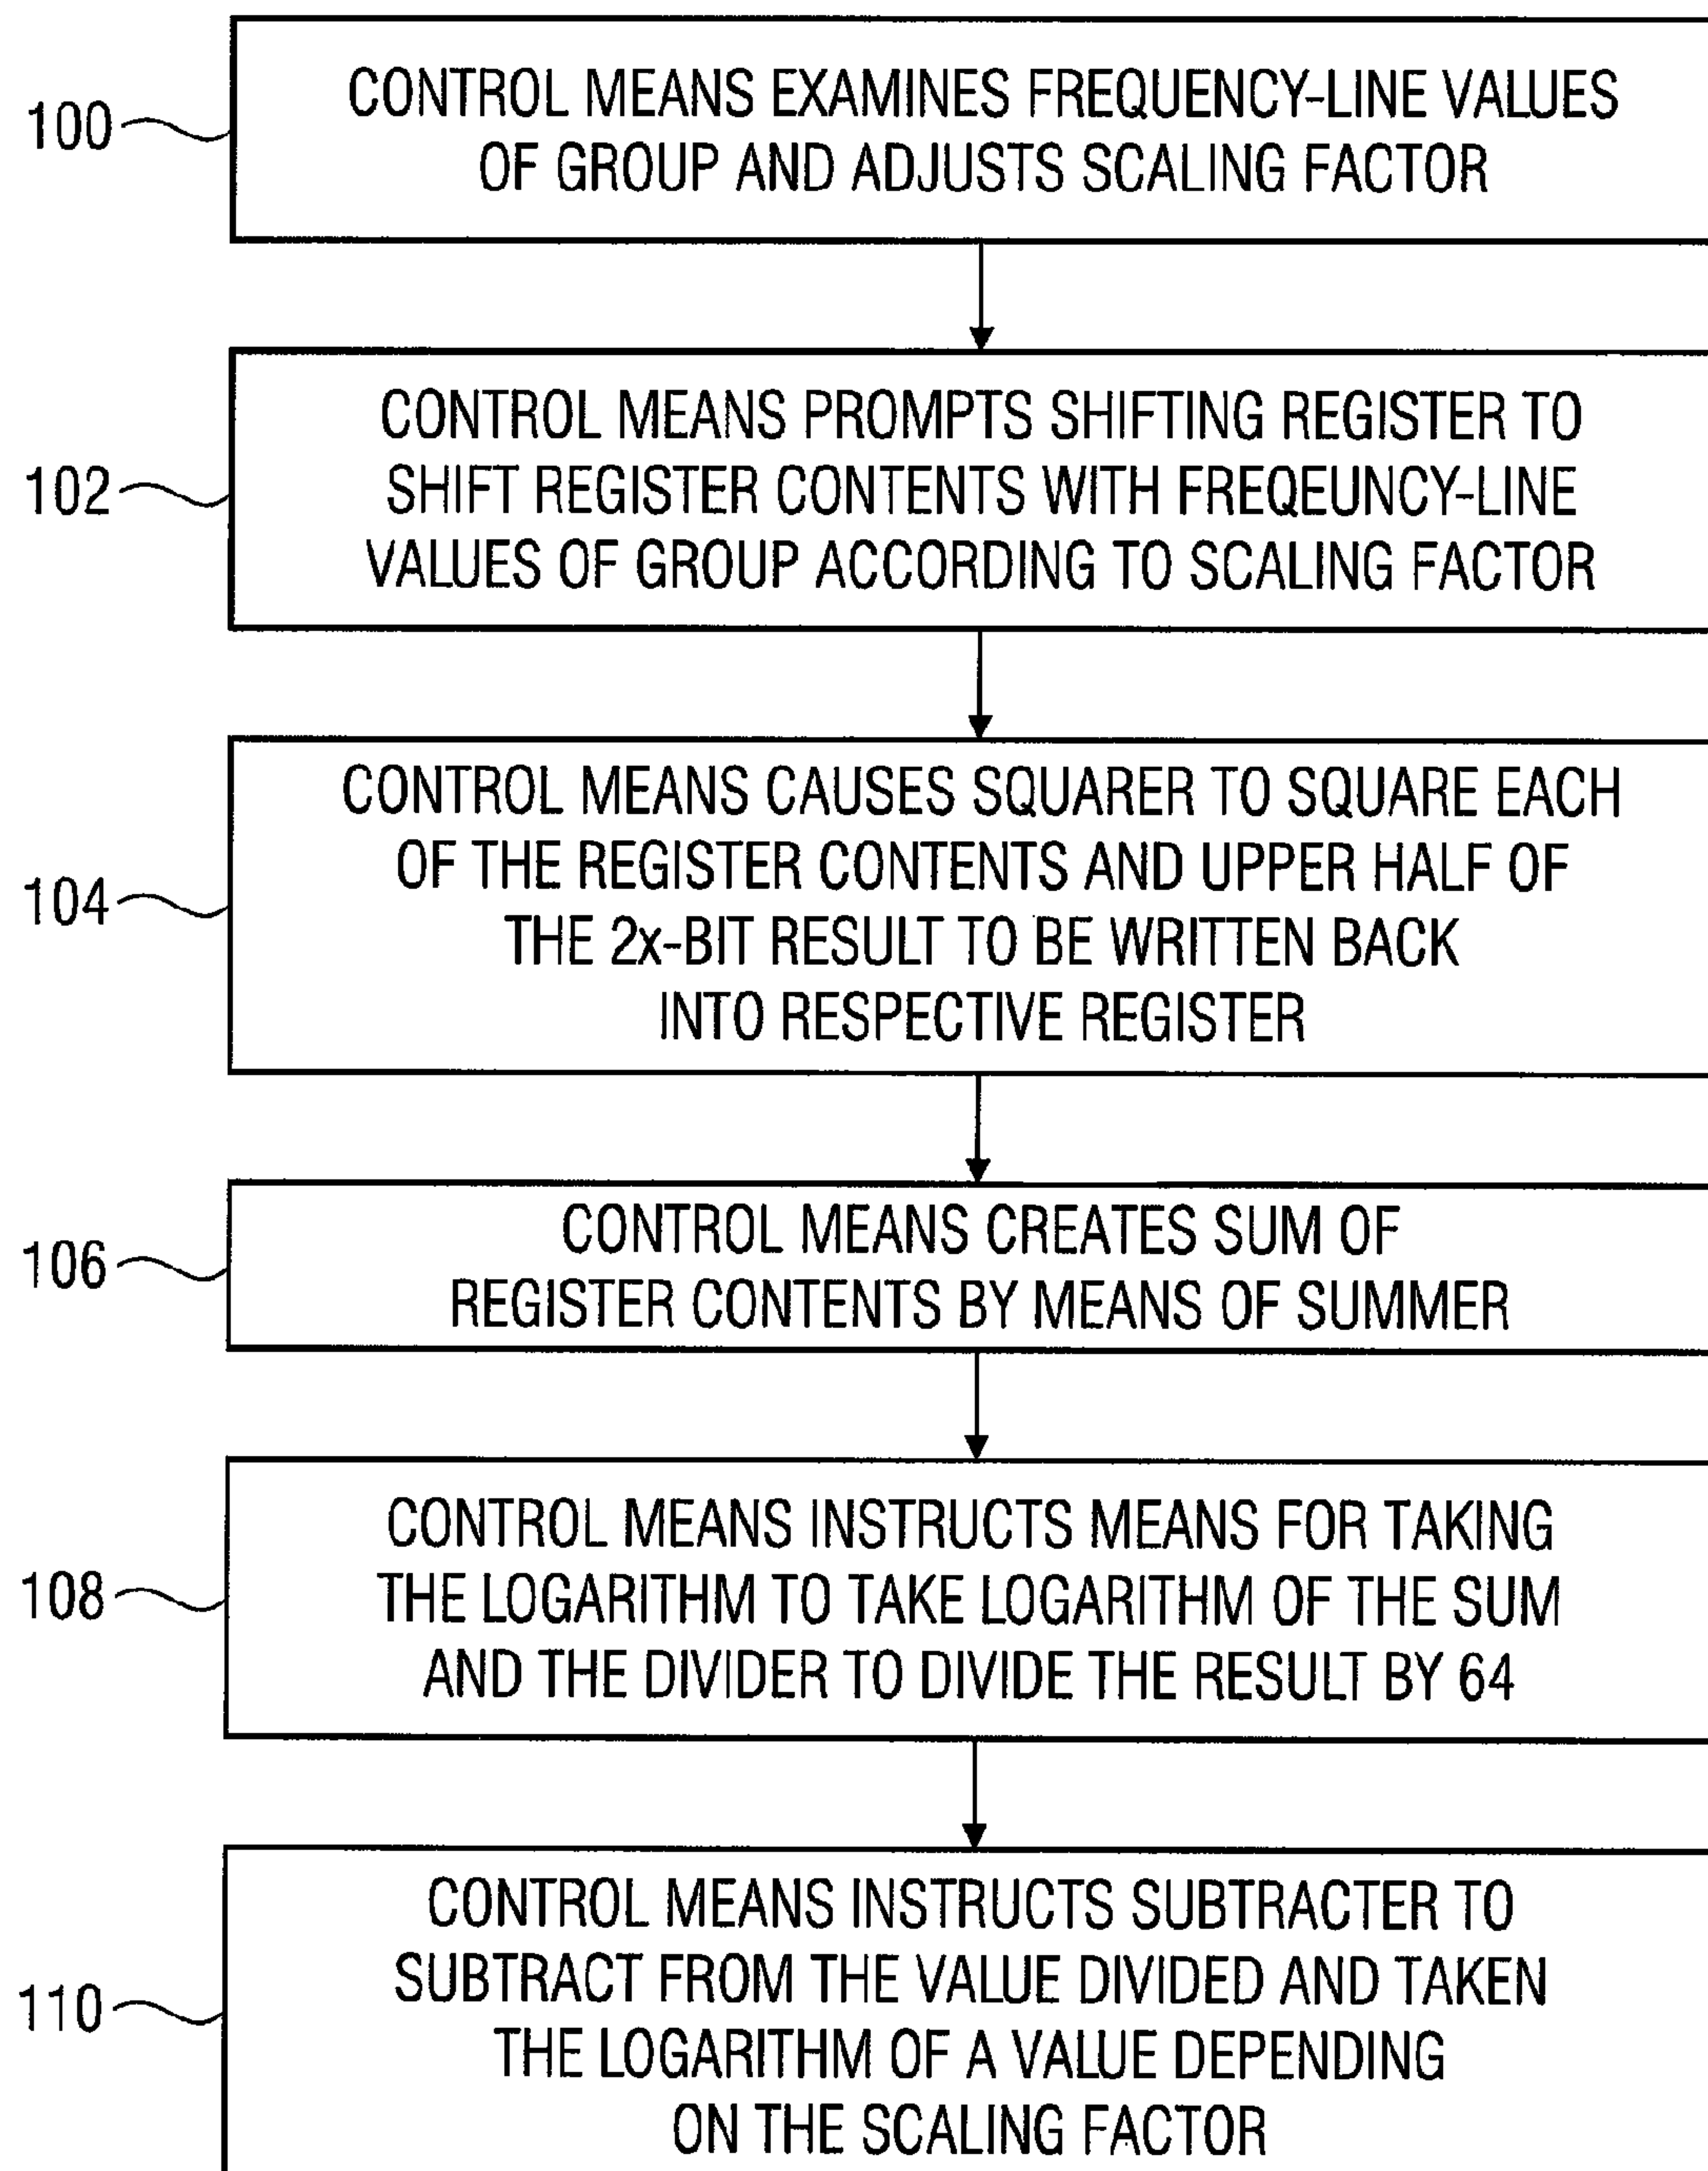 100
CONTROL MEANS EXAMINES FREQUENCY-LINE VALUES
OF GROUP AND ADJUSTS SCALING FACTOR
102
CONTROL MEANS PROMPTS SHIFTING REGISTER TO
SHIFT REGISTER CONTENTS WITH FREQEUNCY-LINE
VALUES OF GROUP ACCORDING TO SCALING FACTOR
104
CONTROL MEANS CAUSES SQUARER TO SQUARE EACH
OF THE REGISTER CONTENTS AND UPPER HALF OF
THE 2x-BIT RESULT TO BE WRITTEN BACK
INTO RESPECTIVE REGISTER
106
CONTROL MEANS CREATES SUM OF
REGISTER CONTENTS BY MEANS OF SUMMER
108
CONTROL MEANS INSTRUCTS MEANS FOR TAKING
THE LOGARITHM TO TAKE LOGARITHM OF THE SUM
AND THE DIVIDER TO DIVIDE THE RESULT BY 64
110
CONTROL MEANS INSTRUCTS SUBTRACTER TO
SUBTRACT FROM THE VALUE DIVIDED AND TAKEN
THE LOGARITHM OF A VALUE DEPENDING
ON THE SCALING FACTOR